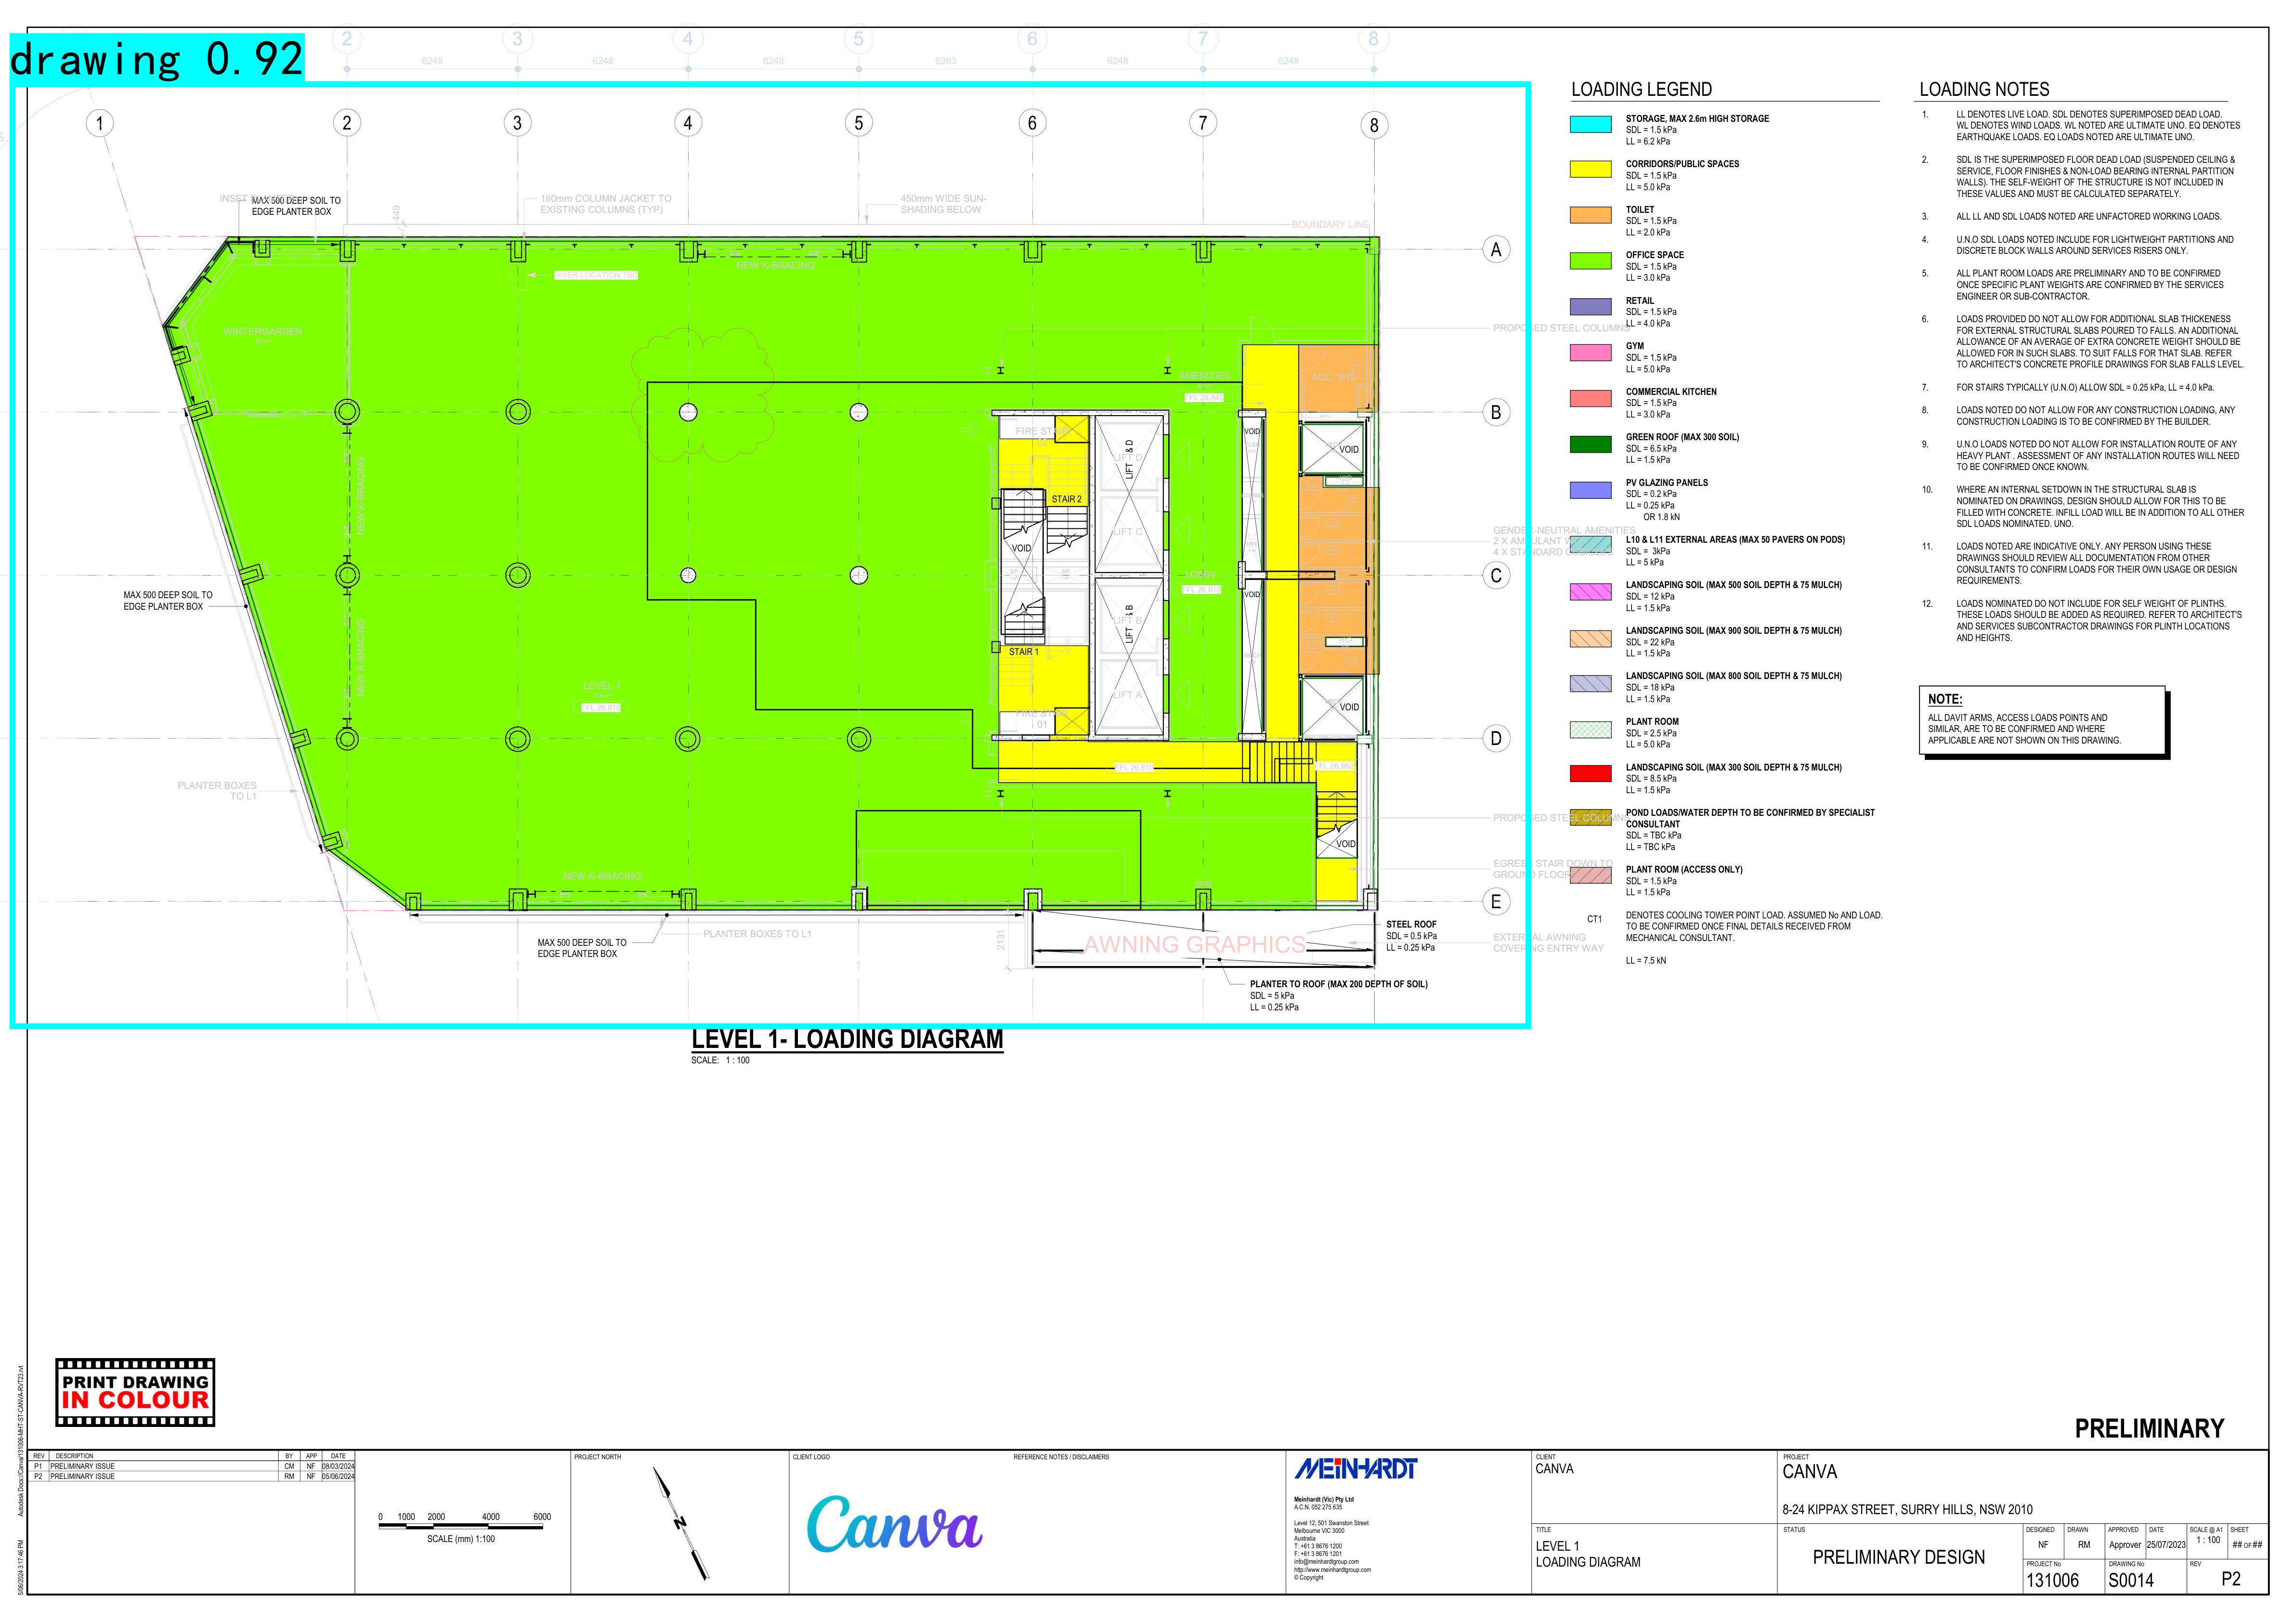 drawing 0.92
2 3 4 5 6 7 8
6248 6248 6248 6363 6248 6248
1 2 3 4 5 6 7 8
MAX 500 DEEP SOIL TO
EDGE PLANTER BOX
449
160mm COLUMN JACKET TO
EXISTING COLUMNS (TYP)
450mm WIDE SUN-
SHADING BELOW
BOUNDARY LINE
A
NEW K-BRACING
RISER LOCATION TBC
WINTERGARDEN
PROPOSED STEEL COLUMNS
AMENITIES
FFL 26.845
ACC. WC
B
FIRE STAIR
LIFT D
LIFT & D
VOID
VOID
NEW K-BRACING
STAIR 2
LIFT C
VOID
GENDER-NEUTRAL AMENITIES
2 X AMBULANT
4 X STANDARD
C
LOBBY
FFL 26.810
VOID
MAX 500 DEEP SOIL TO
EDGE PLANTER BOX
LIFT B
LIFT & B
STAIR 1
NEW K-BRACING
LEVEL 1
FFL 26.810
LIFT A
FIRE STAIR
01
VOID
D
FFL 26.810
FFL 26.952
PLANTER BOXES
TO L1
PROPOSED STEEL COLUMNS
VOID
EGRESS STAIR DOWN TO
GROUND FLOOR
NEW K-BRACING
E
MAX 500 DEEP SOIL TO
EDGE PLANTER BOX
PLANTER BOXES TO L1
2131
AWNING GRAPHICS
STEEL ROOF
SDL = 0.5 kPa
LL = 0.25 kPa
EXTERNAL AWNING
COVERING ENTRY WAY
PLANTER TO ROOF (MAX 200 DEPTH OF SOIL)
SDL = 5 kPa
LL = 0.25 kPa
LEVEL 1- LOADING DIAGRAM
SCALE: 1 : 100
LOADING LEGEND
STORAGE, MAX 2.6m HIGH STORAGE
SDL = 1.5 kPa
LL = 6.2 kPa
CORRIDORS/PUBLIC SPACES
SDL = 1.5 kPa
LL = 5.0 kPa
TOILET
SDL = 1.5 kPa
LL = 2.0 kPa
OFFICE SPACE
SDL = 1.5 kPa
LL = 3.0 kPa
RETAIL
SDL = 1.5 kPa
LL = 4.0 kPa
GYM
SDL = 1.5 kPa
LL = 5.0 kPa
COMMERCIAL KITCHEN
SDL = 1.5 kPa
LL = 3.0 kPa
GREEN ROOF (MAX 300 SOIL)
SDL = 6.5 kPa
LL = 1.5 kPa
PV GLAZING PANELS
SDL = 0.2 kPa
LL = 0.25 kPa
OR 1.8 kN
L10 & L11 EXTERNAL AREAS (MAX 50 PAVERS ON PODS)
SDL = 3kPa
LL = 5 kPa
LANDSCAPING SOIL (MAX 500 SOIL DEPTH & 75 MULCH)
SDL = 12 kPa
LL = 1.5 kPa
LANDSCAPING SOIL (MAX 900 SOIL DEPTH & 75 MULCH)
SDL = 22 kPa
LL = 1.5 kPa
LANDSCAPING SOIL (MAX 800 SOIL DEPTH & 75 MULCH)
SDL = 18 kPa
LL = 1.5 kPa
PLANT ROOM
SDL = 2.5 kPa
LL = 5.0 kPa
LANDSCAPING SOIL (MAX 300 SOIL DEPTH & 75 MULCH)
SDL = 8.5 kPa
LL = 1.5 kPa
POND LOADS/WATER DEPTH TO BE CONFIRMED BY SPECIALIST
CONSULTANT
SDL = TBC kPa
LL = TBC kPa
PLANT ROOM (ACCESS ONLY)
SDL = 1.5 kPa
LL = 1.5 kPa
CT1 DENOTES COOLING TOWER POINT LOAD. ASSUMED No AND LOAD.
TO BE CONFIRMED ONCE FINAL DETAILS RECEIVED FROM
MECHANICAL CONSULTANT.
LL = 7.5 kN
LOADING NOTES
1. LL DENOTES LIVE LOAD. SDL DENOTES SUPERIMPOSED DEAD LOAD.
WL DENOTES WIND LOADS. WL NOTED ARE ULTIMATE UNO. EQ DENOTES
EARTHQUAKE LOADS. EQ LOADS NOTED ARE ULTIMATE UNO.
2. SDL IS THE SUPERIMPOSED FLOOR DEAD LOAD (SUSPENDED CEILING &
SERVICE, FLOOR FINISHES & NON-LOAD BEARING INTERNAL PARTITION
WALLS). THE SELF-WEIGHT OF THE STRUCTURE IS NOT INCLUDED IN
THESE VALUES AND MUST BE CALCULATED SEPARATELY.
3. ALL LL AND SDL LOADS NOTED ARE UNFACTORED WORKING LOADS.
4. U.N.O SDL LOADS NOTED INCLUDE FOR LIGHTWEIGHT PARTITIONS AND
DISCRETE BLOCK WALLS AROUND SERVICES RISERS ONLY.
5. ALL PLANT ROOM LOADS ARE PRELIMINARY AND TO BE CONFIRMED
ONCE SPECIFIC PLANT WEIGHTS ARE CONFIRMED BY THE SERVICES
ENGINEER OR SUB-CONTRACTOR.
6. LOADS PROVIDED DO NOT ALLOW FOR ADDITIONAL SLAB THICKNESS
FOR EXTERNAL STRUCTURAL SLABS POURED TO FALLS. AN ADDITIONAL
ALLOWANCE OF AN AVERAGE OF EXTRA CONCRETE WEIGHT SHOULD BE
ALLOWED FOR IN SUCH SLABS. TO SUIT FALLS FOR THAT SLAB. REFER
TO ARCHITECT'S CONCRETE PROFILE DRAWINGS FOR SLAB FALLS LEVEL.
7. FOR STAIRS TYPICALLY (U.N.O) ALLOW SDL = 0.25 kPa, LL = 4.0 kPa.
8. LOADS NOTED DO NOT ALLOW FOR ANY CONSTRUCTION LOADING, ANY
CONSTRUCTION LOADING IS TO BE CONFIRMED BY THE BUILDER.
9. U.N.O LOADS NOTED DO NOT ALLOW FOR INSTALLATION ROUTE OF ANY
HEAVY PLANT . ASSESSMENT OF ANY INSTALLATION ROUTES WILL NEED
TO BE CONFIRMED ONCE KNOWN.
10. WHERE AN INTERNAL SETDOWN IN THE STRUCTURAL SLAB IS
NOMINATED ON DRAWINGS, DESIGN SHOULD ALLOW FOR THIS TO BE
FILLED WITH CONCRETE. INFILL LOAD WILL BE IN ADDITION TO ALL OTHER
SDL LOADS NOMINATED. UNO.
11. LOADS NOTED ARE INDICATIVE ONLY. ANY PERSON USING THESE
DRAWINGS SHOULD REVIEW ALL DOCUMENTATION FROM OTHER
CONSULTANTS TO CONFIRM LOADS FOR THEIR OWN USAGE OR DESIGN
REQUIREMENTS.
12. LOADS NOMINATED DO NOT INCLUDE FOR SELF WEIGHT OF PLINTHS.
THESE LOADS SHOULD BE ADDED AS REQUIRED. REFER TO ARCHITECT'S
AND SERVICES SUBCONTRACTOR DRAWINGS FOR PLINTH LOCATIONS
AND HEIGHTS.
NOTE:
ALL DAVIT ARMS, ACCESS LOADS POINTS AND
SIMILAR, ARE TO BE CONFIRMED AND WHERE
APPLICABLE ARE NOT SHOWN ON THIS DRAWING.
PRINT DRAWING
IN COLOUR
PRELIMINARY
5/06/2024 3:17:46 PM Autodesk Docs://Canva/131006-MHT-ST-CANVA-RVT23.rvt
REV DESCRIPTION BY APP DATE
P1 PRELIMINARY ISSUE CM NF 08/03/2024
P2 PRELIMINARY ISSUE RM NF 05/06/2024
0 1000 2000 4000 6000
SCALE (mm) 1:100
PROJECT NORTH
N
CLIENT LOGO
Canva
REFERENCE NOTES / DISCLAIMERS
MEINHARDT
Meinhardt (Vic) Pty Ltd
A.C.N. 052 275 635
Level 12, 501 Swanston Street
Melbourne VIC 3000
Australia
T: +61 3 8676 1200
F: +61 3 8676 1201
info@meinhardtgroup.com
http://www.meinhardtgroup.com
© Copyright
CLIENT
CANVA
TITLE
LEVEL 1
LOADING DIAGRAM
PROJECT
CANVA
8-24 KIPPAX STREET, SURRY HILLS, NSW 2010
STATUS
PRELIMINARY DESIGN
DESIGNED DRAWN APPROVED DATE SCALE @ A1 SHEET
NF RM Approver 25/07/2023 1 : 100 ## OF ##
PROJECT No DRAWING No REV
131006 S0014 P2